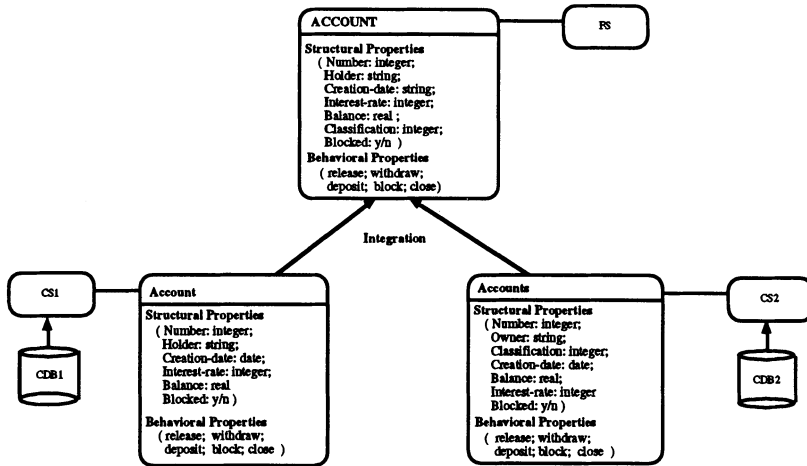 ACCOUNT
FS
Structural Properties
( Number: integer;
Holder: string;
Creation-date: string;
Interest-rate: integer;
Balance: real ;
Classification: integer;
Blocked: y/n )
Behavioral Properties
( release; withdraw;
deposit; block; close)
Integration
CS1
CDB1
Account
Structural Properties
( Number: integer;
Holder: string;
Creation-date: date;
Interest-rate: integer;
Balance: real
Blocked: y/n )
Behavioral Properties
( release; withdraw;
deposit; block; close )
Accounts
Structural Properties
( Number: integer;
Owner: string;
Classification: integer;
Creation-date: date;
Balance: real;
Interest-rate: integer
Blocked: y/n )
Behavioral Properties
( release; withdraw;
deposit; block; close )
CS2
CDB2